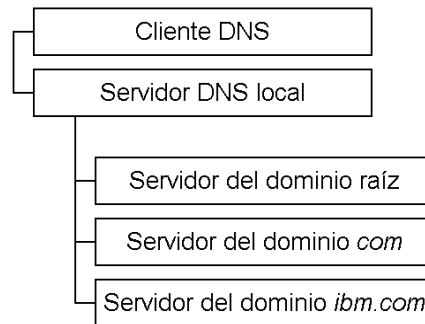 Cliente DNS
Servidor DNS local
Servidor del dominio raíz
Servidor del dominio com
Servidor del dominio ibm.com